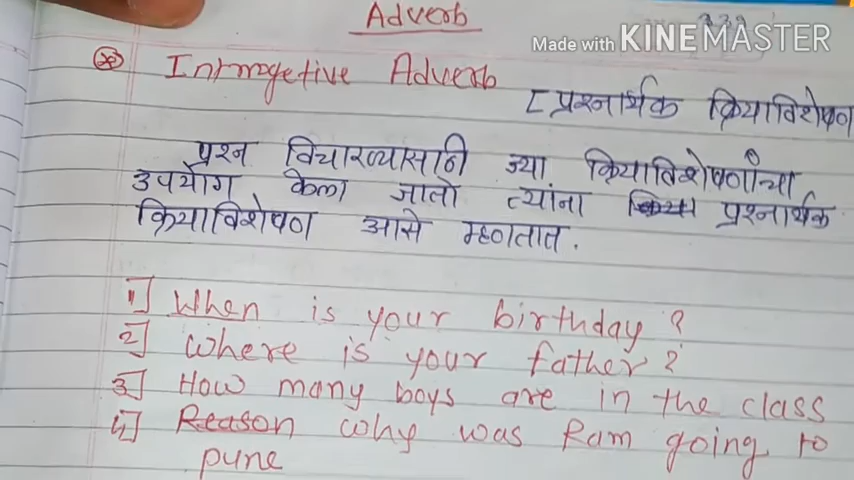 Adverb
Made with KINEMASTER
Introgetive Adverb
[प्रश्नार्थक क्रियाविशेषण
प्रश्न विचारण्यासाठी ज्या क्रियाविशेषणांचा
उपयोग केला जातो त्यांना प्रश्नार्थक
क्रियाविशेषण आसे म्हणतात.
1] When is your birthday?
2] Where is your father?
3] How many boys are in the class
4] Reason why was Ram going to
pune